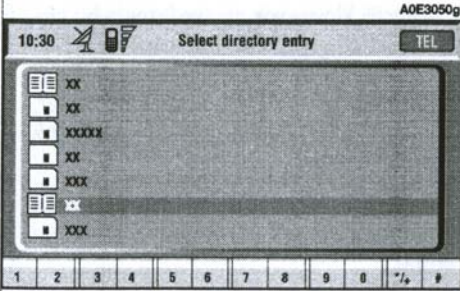 A0E3050g
10:30 Select directory entry TEL
xx
xx
xxxxx
xx
xxx
xx
xxx
1 2 3 4 5 6 7 8 9 0 */+ #